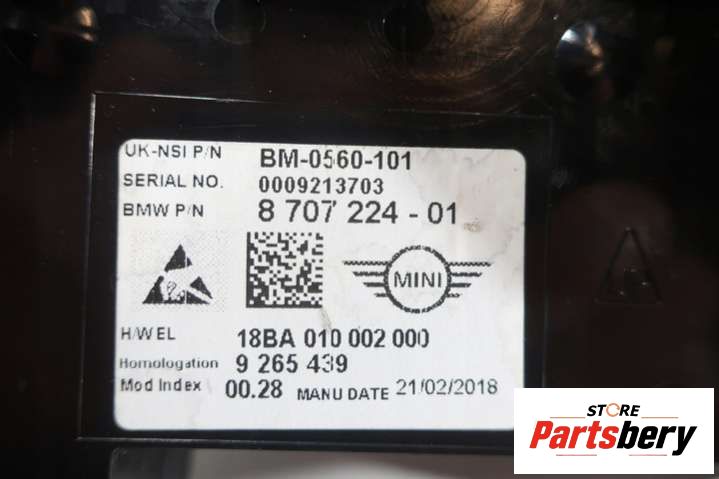 UK-NSI P/N BM-0560-101
SERIAL NO. 0009213703
BMW P/N 8 707 224 - 01
MINI
H/WEL 18BA 010 002 000
Homologation 9 265 439
Mod Index 00.28 MANU DATE 21/02/2018
STORE
Partsbery